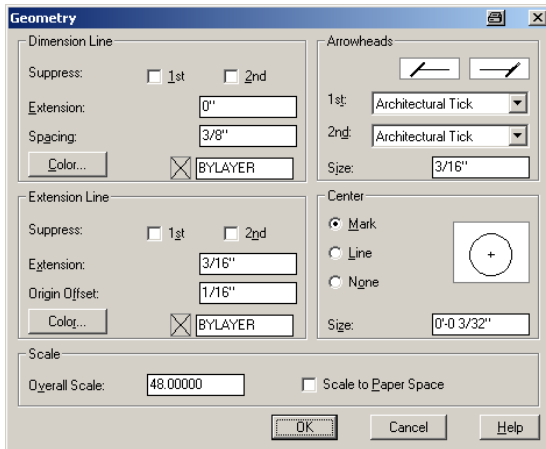 Geometry
Dimension Line
Suppress: 1st 2nd
Extension: 0"
Spacing: 3/8"
Color... BYLAYER
Arrowheads
1st: Architectural Tick
2nd: Architectural Tick
Size: 3/16"
Extension Line
Suppress: 1st 2nd
Extension: 3/16"
Origin Offset: 1/16"
Color... BYLAYER
Center
Mark
Line
None
Size: 0'-0 3/32"
Scale
Overall Scale: 48.00000 Scale to Paper Space
OK Cancel Help